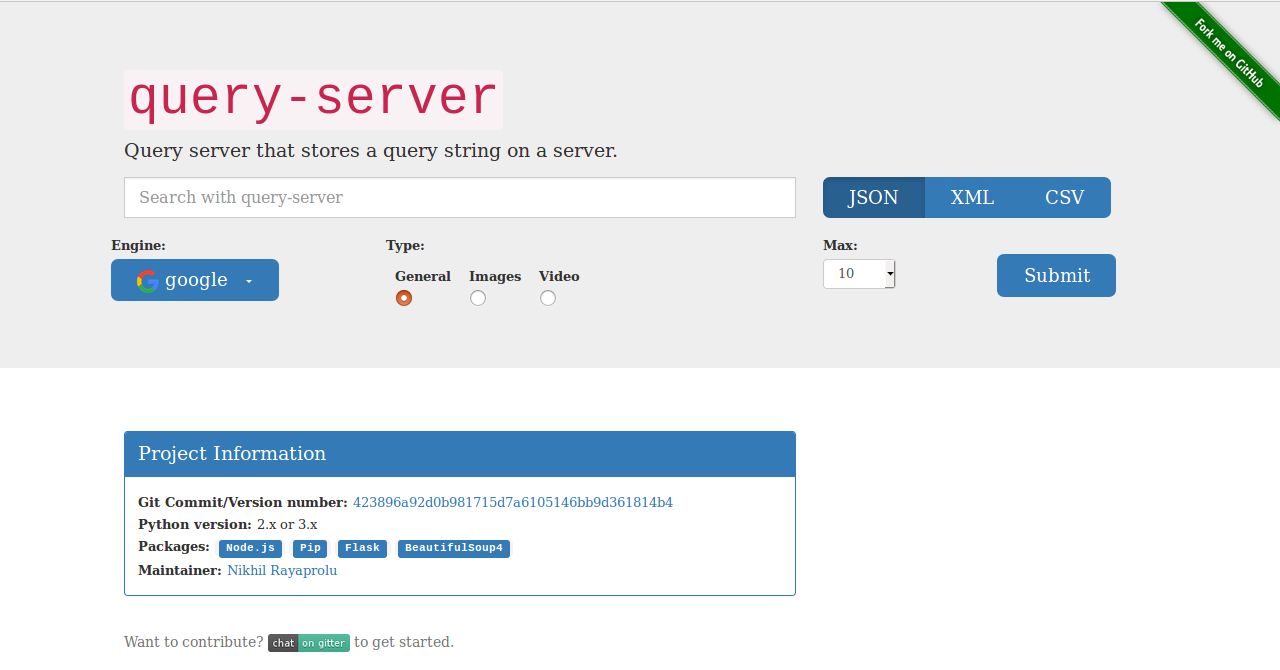 Fork me on GitHub
query-server
Query server that stores a query string on a server.
Search with query-server
JSON XML CSV
Engine: Type: Max:
google
General Images Video
10
Submit
Project Information
Git Commit/Version number: 423896a92d0b981715d7a6105146bb9d361814b4
Python version: 2.x or 3.x
Packages: Node.js Pip Flask BeautifulSoup4
Maintainer: Nikhil Rayaprolu
Want to contribute? chat on gitter to get started.